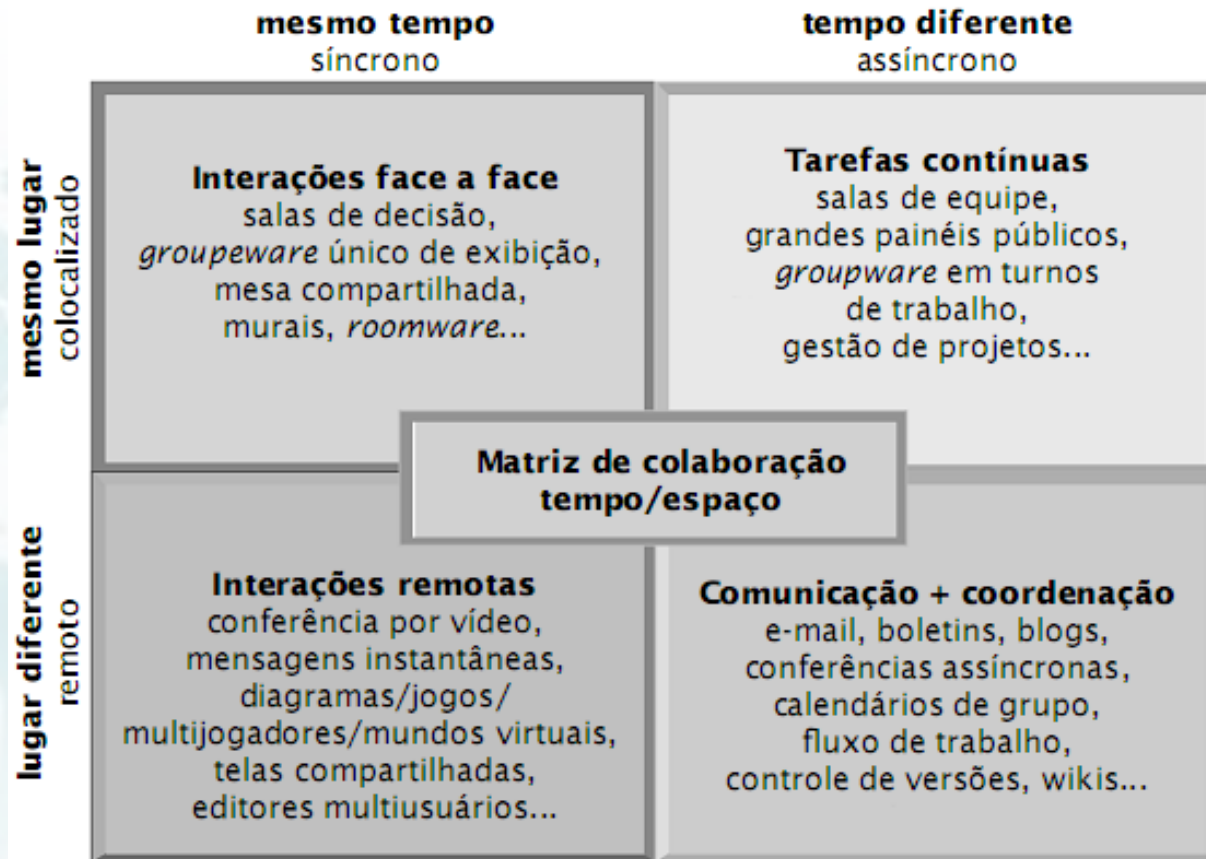 mesmo tempo
síncrono
tempo diferente
assíncrono
mesmo lugar
colocalizado
Interações face a face
salas de decisão,
groupeware único de exibição,
mesa compartilhada,
murais, roomware...
Tarefas contínuas
salas de equipe,
grandes painéis públicos,
groupware em turnos
de trabalho,
gestão de projetos...
Matriz de colaboração
tempo/espaço
lugar diferente
remoto
Interações remotas
conferência por vídeo,
mensagens instantâneas,
diagramas/jogos/
multijogadores/mundos virtuais,
telas compartilhadas,
editores multiusuários...
Comunicação + coordenação
e-mail, boletins, blogs,
conferências assíncronas,
calendários de grupo,
fluxo de trabalho,
controle de versões, wikis...